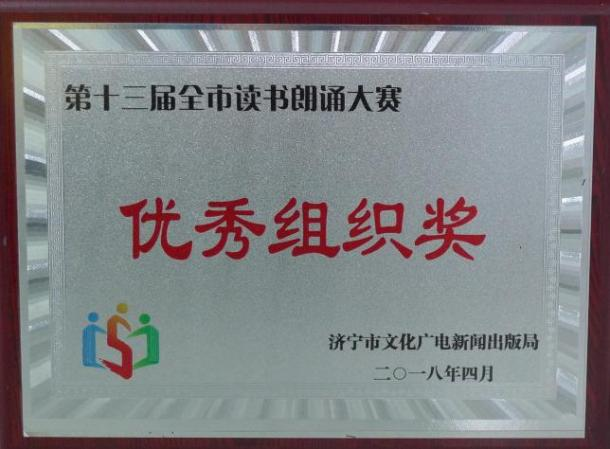 第十三届全市读书朗诵大赛
优秀组织奖
济宁市文化广电新闻出版局
二〇一八年四月